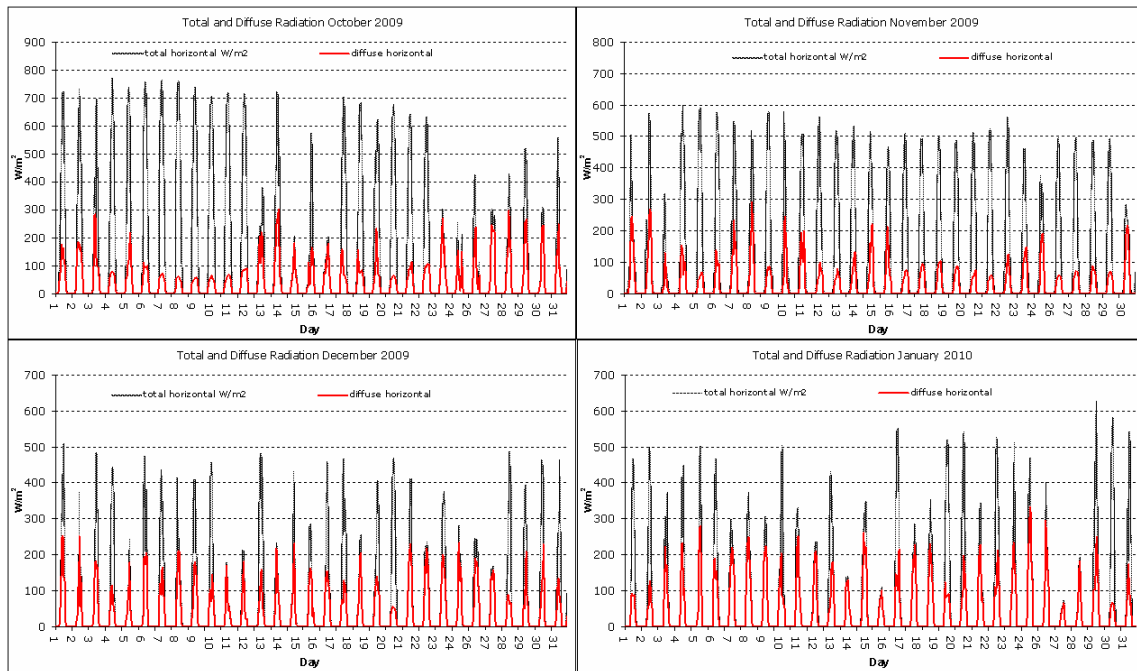 Total and Diffuse Radiation October 2009
total horizontal W/m2
diffuse horizontal
900
800
700
600
500
400
300
200
100
0
W/m²
1 2 3 4 5 6 7 8 9 10 11 12 13 14 15 16 17 18 19 20 21 22 23 24 25 26 27 28 29 30 31
Day
Total and Diffuse Radiation November 2009
total horizontal W/m2
diffuse horizontal
800
700
600
500
400
300
200
100
0
W/m²
1 2 3 4 5 6 7 8 9 10 11 12 13 14 15 16 17 18 19 20 21 22 23 24 25 26 27 28 29 30
Day
Total and Diffuse Radiation December 2009
total horizontal W/m2
diffuse horizontal
700
600
500
400
300
200
100
0
W/m²
1 2 3 4 5 6 7 8 9 10 11 12 13 14 15 16 17 18 19 20 21 22 23 24 25 26 27 28 29 30 31
Day
Total and Diffuse Radiation January 2010
total horizontal W/m2
diffuse horizontal
700
600
500
400
300
200
100
0
W/m²
1 2 3 4 5 6 7 8 9 10 11 12 13 14 15 16 17 18 19 20 21 22 23 24 25 26 27 28 29 30 31
Day